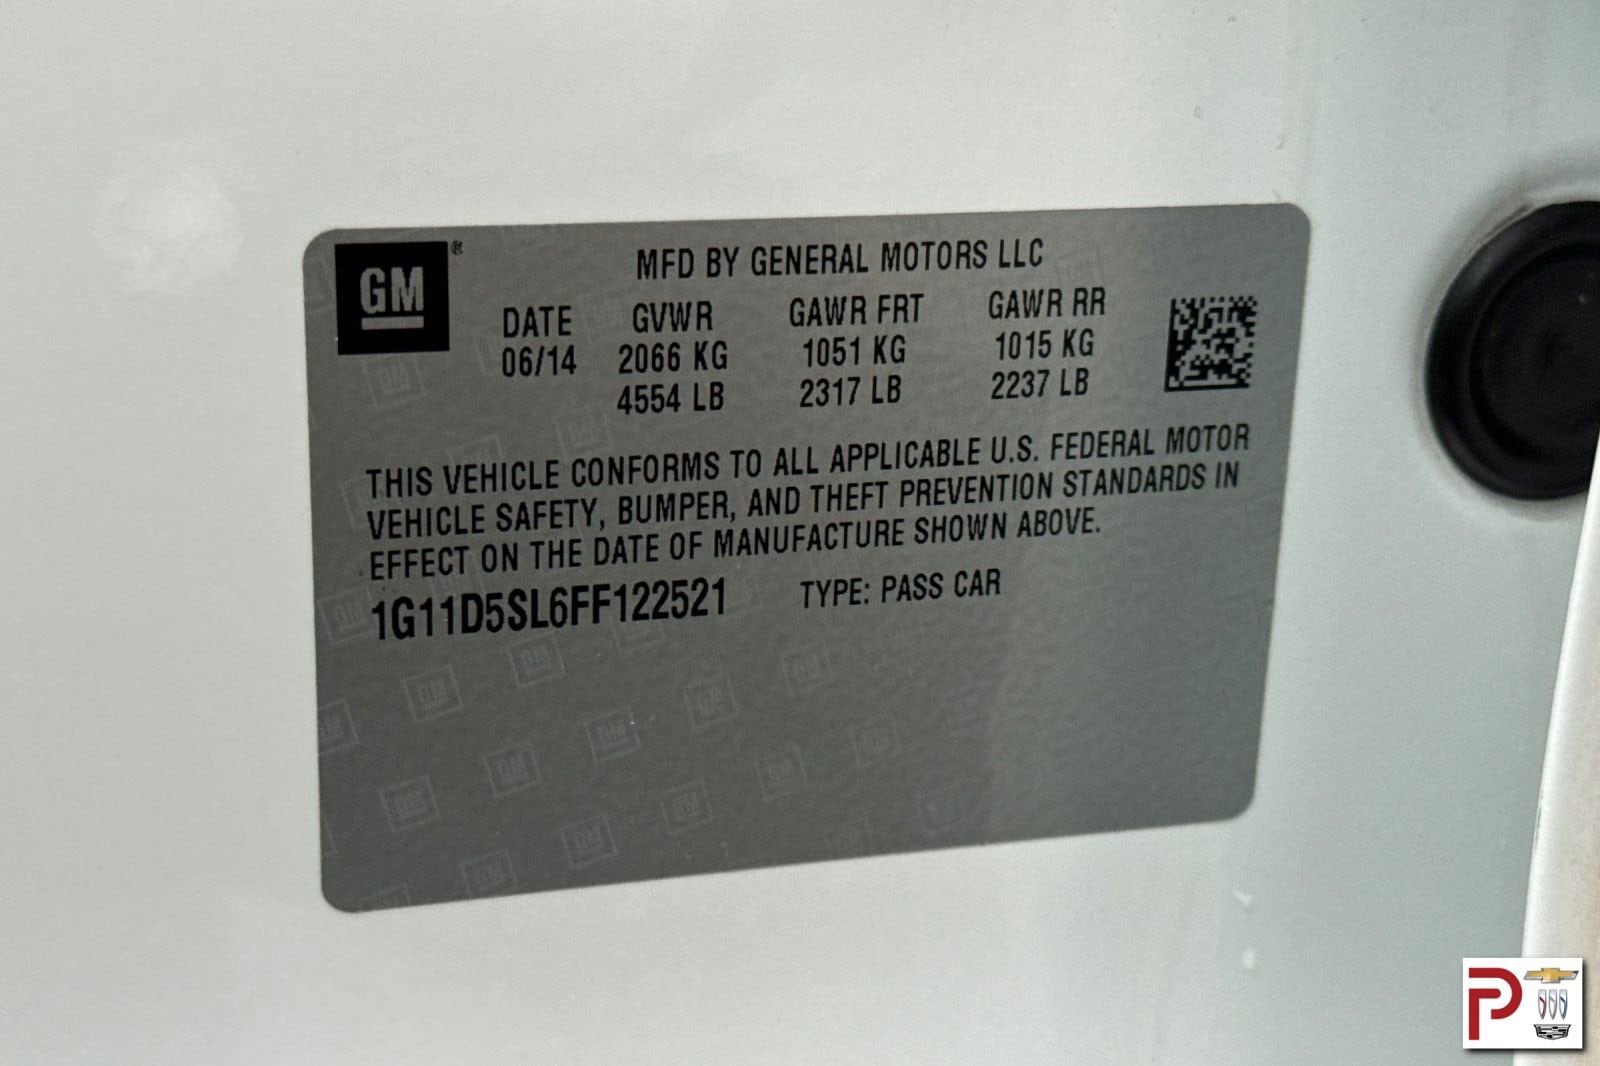 GM®
MFD BY GENERAL MOTORS LLC
DATE GVWR GAWR FRT GAWR RR
06/14 2066 KG 1051 KG 1015 KG
4554 LB 2317 LB 2237 LB
THIS VEHICLE CONFORMS TO ALL APPLICABLE U.S. FEDERAL MOTOR
VEHICLE SAFETY, BUMPER, AND THEFT PREVENTION STANDARDS IN
EFFECT ON THE DATE OF MANUFACTURE SHOWN ABOVE.
1G11D5SL6FF122521 TYPE: PASS CAR
P